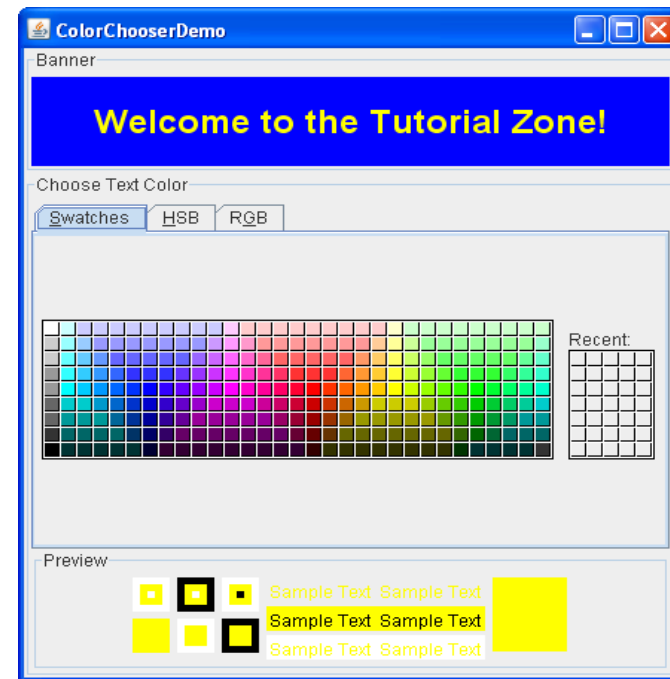 ColorChooserDemo
Banner
Welcome to the Tutorial Zone!
Choose Text Color
Swatches HSB RGB
Recent:
Preview
Sample Text Sample Text
Sample Text Sample Text
Sample Text Sample Text